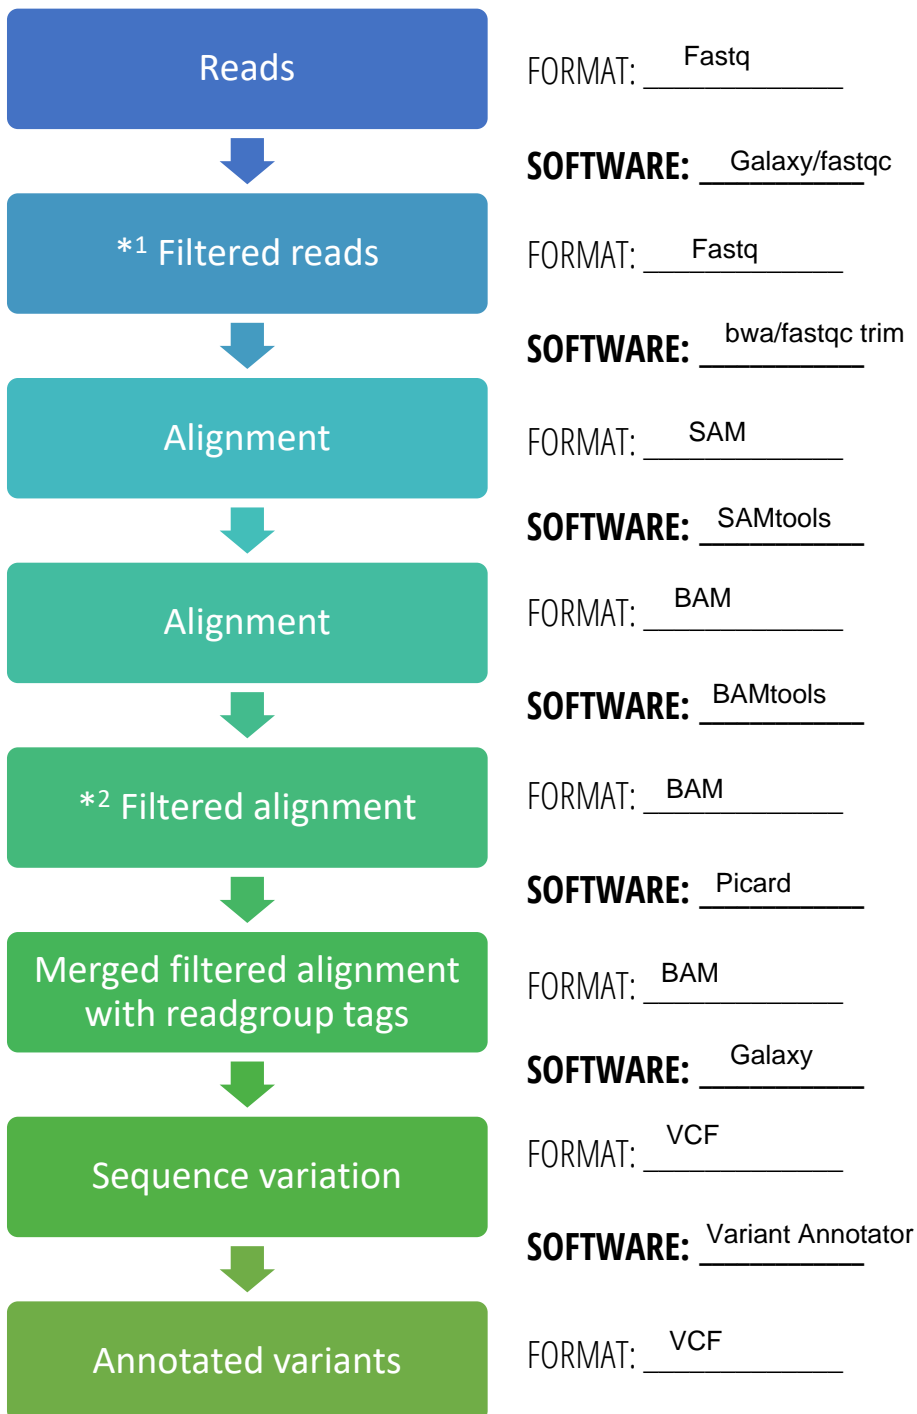 Reads
FORMAT: Fastq
SOFTWARE: Galaxy/fastqc
*1 Filtered reads
FORMAT: Fastq
SOFTWARE: bwa/fastqc trim
Alignment
FORMAT: SAM
SOFTWARE: SAMtools
Alignment
FORMAT: BAM
SOFTWARE: BAMtools
*2 Filtered alignment
FORMAT: BAM
SOFTWARE: Picard
Merged filtered alignment
with readgroup tags
FORMAT: BAM
SOFTWARE: Galaxy
Sequence variation
FORMAT: VCF
SOFTWARE: Variant Annotator
Annotated variants
FORMAT: VCF